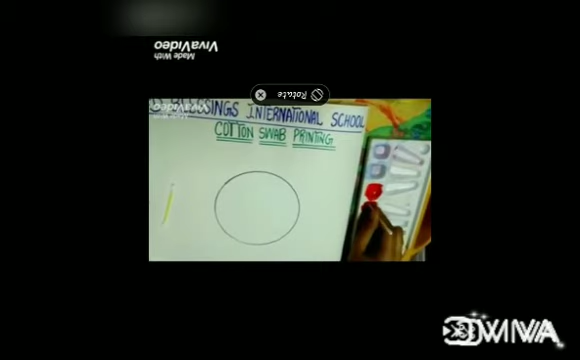 Made With
VivaVideo
Rotate
BLESSINGS INTERNATIONAL SCHOOL
COTTON SWAB PRINTING
VIVA